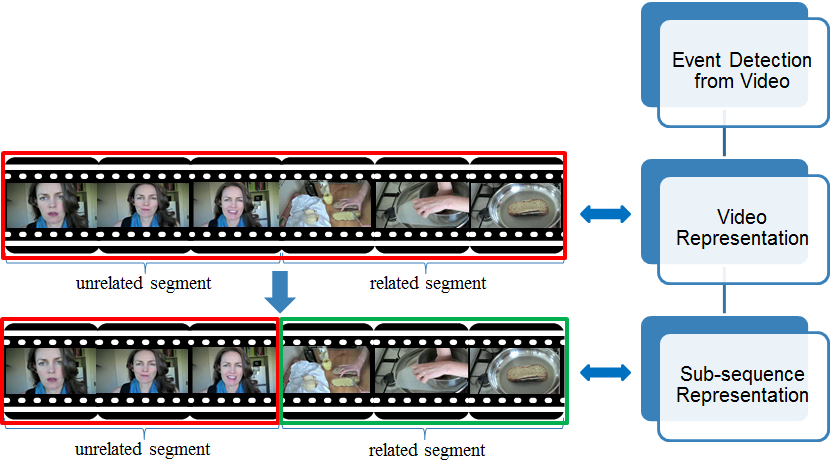 Event Detection
from Video
unrelated segment
related segment
Video
Representation
unrelated segment
related segment
Sub-sequence
Representation